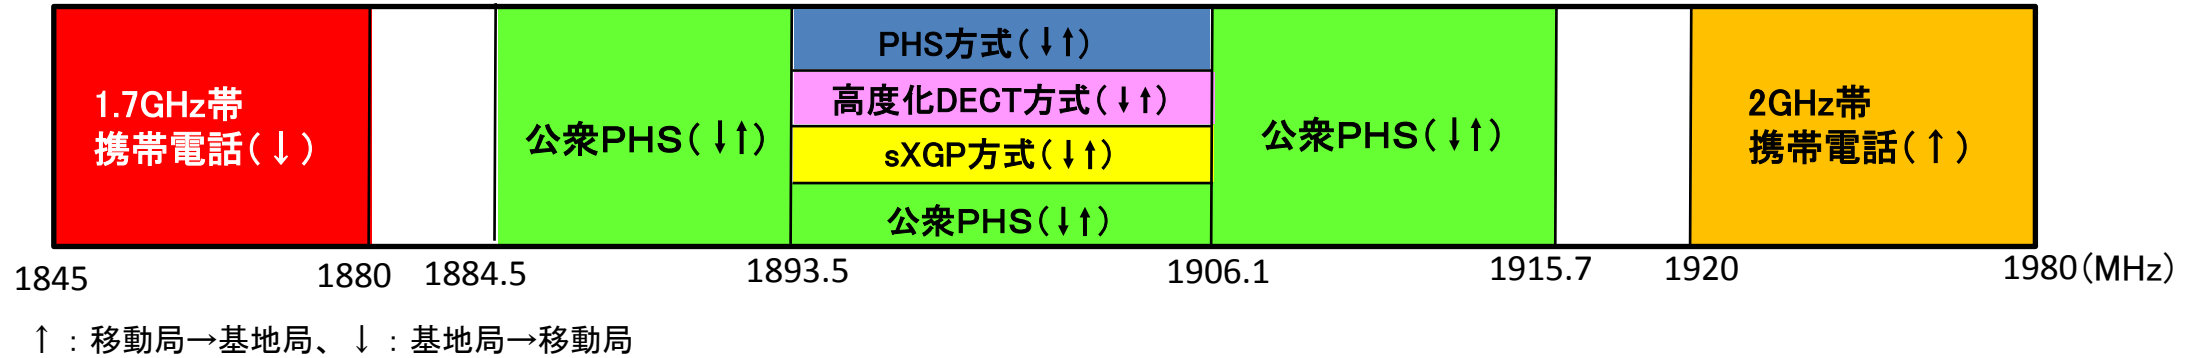 1.7GHz帯
携帯電話(↓)
公衆PHS(↓↑)
PHS方式(↓↑)
高度化DECT方式(↓↑)
sXGP方式(↓↑)
公衆PHS(↓↑)
公衆PHS(↓↑)
2GHz帯
携帯電話(↑)
1845 1880 1884.5 1893.5 1906.1 1915.7 1920 1980(MHz)
↑：移動局→基地局、↓：基地局→移動局